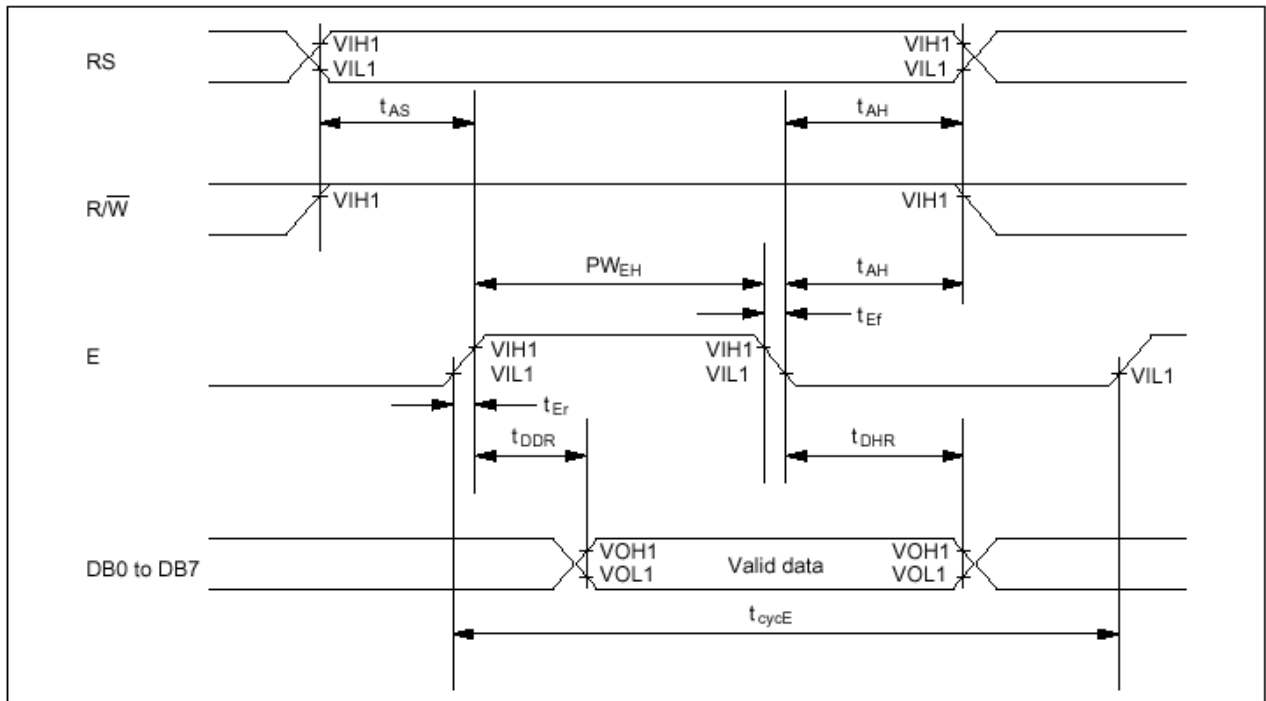 RS
VIH1
VIL1
VIH1
VIL1
tAS
tAH
R/W̅
VIH1
VIH1
PWEH
tAH
tEf
E
VIH1
VIL1
VIH1
VIL1
VIL1
tEr
tDDR
tDHR
DB0 to DB7
VOH1
VOL1
Valid data
VOH1
VOL1
tcycE